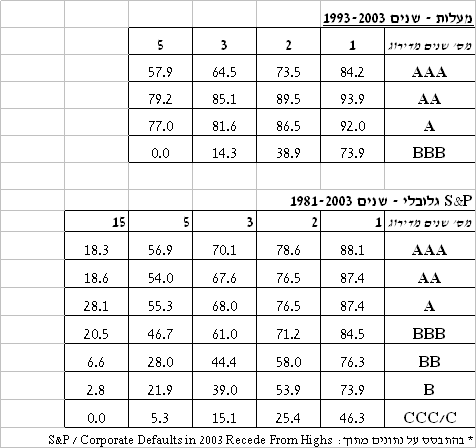 מעלות - שנים 1993-2003
מס' שנים מדירוג 1 2 3 5
AAA 84.2 73.5 64.5 57.9
AA 93.9 89.5 85.1 79.2
A 92.0 86.5 81.6 77.0
BBB 73.9 38.9 14.3 0.0
S&P גלובלי - שנים 1981-2003
מס' שנים מדירוג 1 2 3 5 15
AAA 88.1 78.6 70.1 56.9 18.3
AA 87.4 76.5 67.6 54.0 18.6
A 87.4 76.5 68.0 55.3 28.1
BBB 84.5 71.2 61.0 46.7 20.5
BB 76.3 58.0 44.4 28.0 6.6
B 73.9 53.9 39.0 21.9 2.8
CCC/C 46.3 25.4 15.1 5.3 0.0
* בהתבסס על נתונים מתוך: S&P / Corporate Defaults in 2003 Recede From Highs